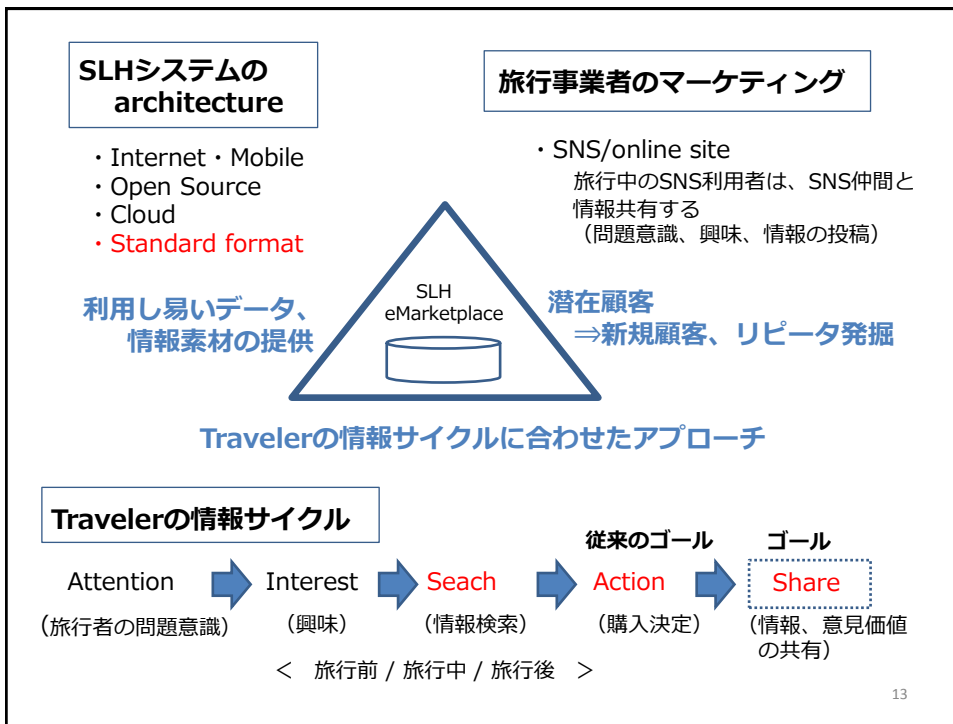 SLHシステムの
architecture
・Internet・Mobile
・Open Source
・Cloud
・Standard format
旅行事業者のマーケティング
・SNS/online site
旅行中のSNS利用者は、SNS仲間と
情報共有する
（問題意識、興味、情報の投稿）
利用し易いデータ、
情報素材の提供
SLH
eMarketplace
潜在顧客
⇒新規顧客、リピータ発掘
Travelerの情報サイクルに合わせたアプローチ
Travelerの情報サイクル
従来のゴール ゴール
Attention Interest Seach Action Share
（旅行者の問題意識） （興味） （情報検索） （購入決定） （情報、意見価値
の共有）
＜ 旅行前 / 旅行中 / 旅行後 ＞
13